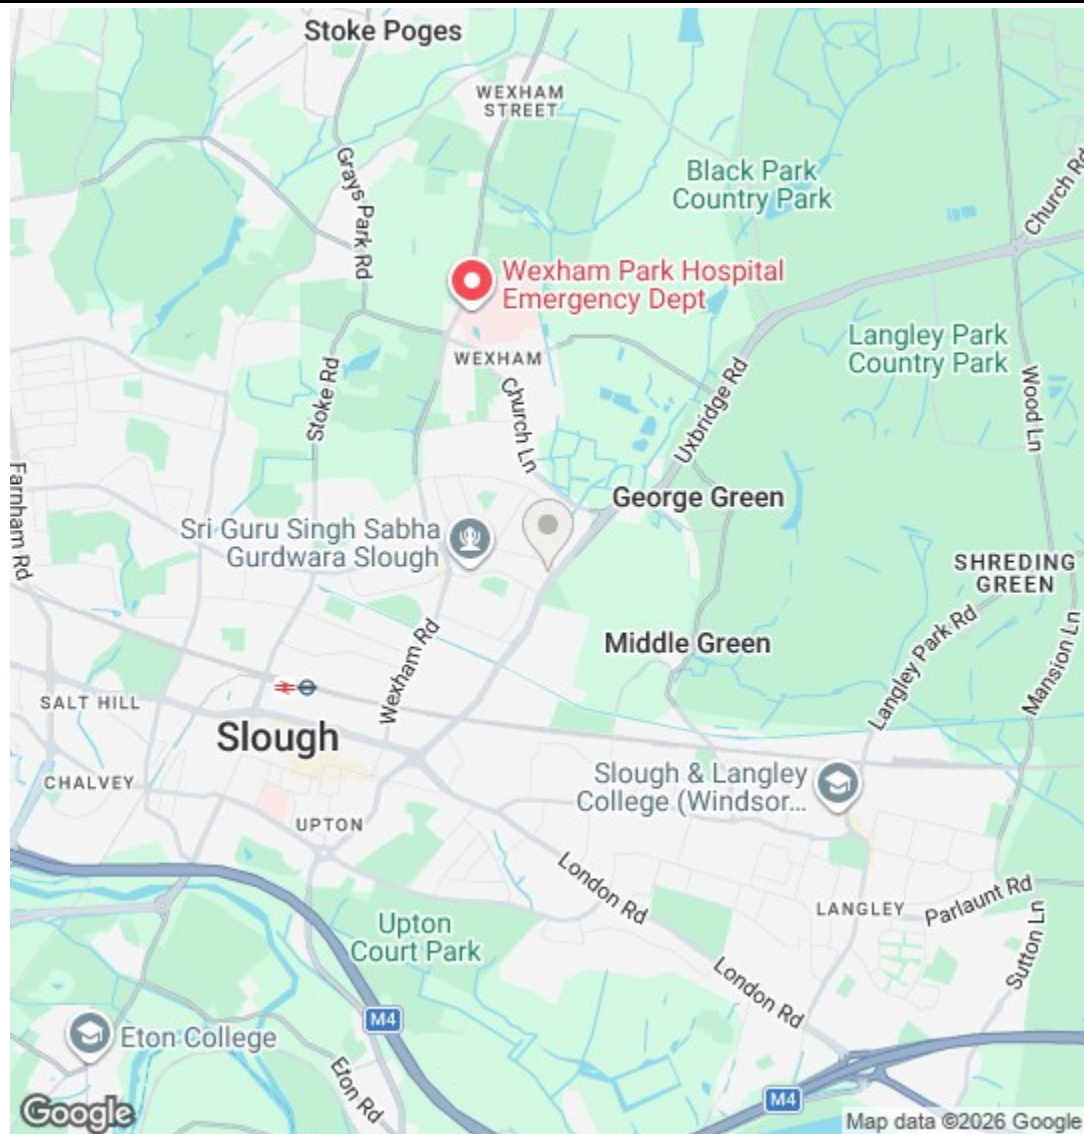 Stoke Poges
WEXHAM
STREET
Grays Park Rd
Black Park
Country Park
Church Rd
Wexham Park Hospital
Emergency Dept
Langley Park
Country Park
WEXHAM
Stoke Rd
Church Ln
Uxbridge Rd
Wood Ln
Farnham Rd
George Green
Sri Guru Singh Sabha
Gurdwara Slough
SHREDING
GREEN
Middle Green
Wexham Rd
Langley Park Rd
Mansion Ln
SALT HILL
Slough
CHALVEY
Slough & Langley
College (Windsor...
UPTON
London Rd
LANGLEY
Parlaunt Rd
Upton
Court Park
Sutton Ln
London Rd
M4
Eton College
Eton Rd
M4
Google
Map data ©2026 Google